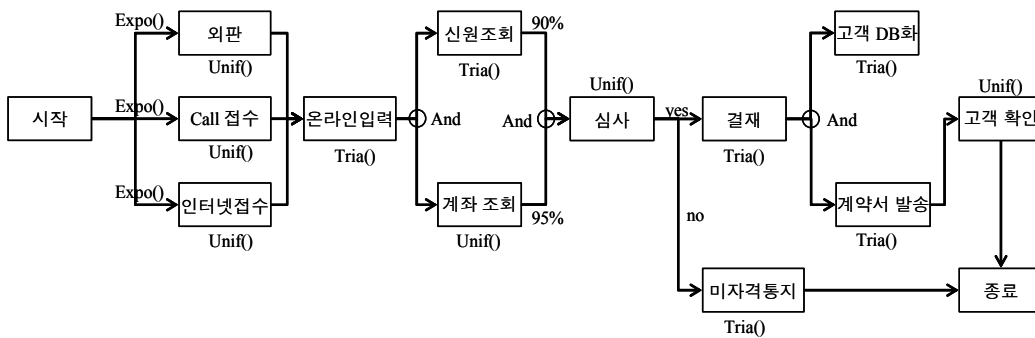 Expo()
외판
Unif()
시작
Expo()
Call 접수
Unif()
Expo()
인터넷접수
Unif()
온라인입력
Tria()
And
신원조회
90%
Tria()
계좌 조회
95%
Unif()
And
Unif()
심사
yes
no
결재
Tria()
And
미자격통지
Tria()
고객 DB화
Tria()
계약서 발송
Tria()
Unif()
고객 확인
종료